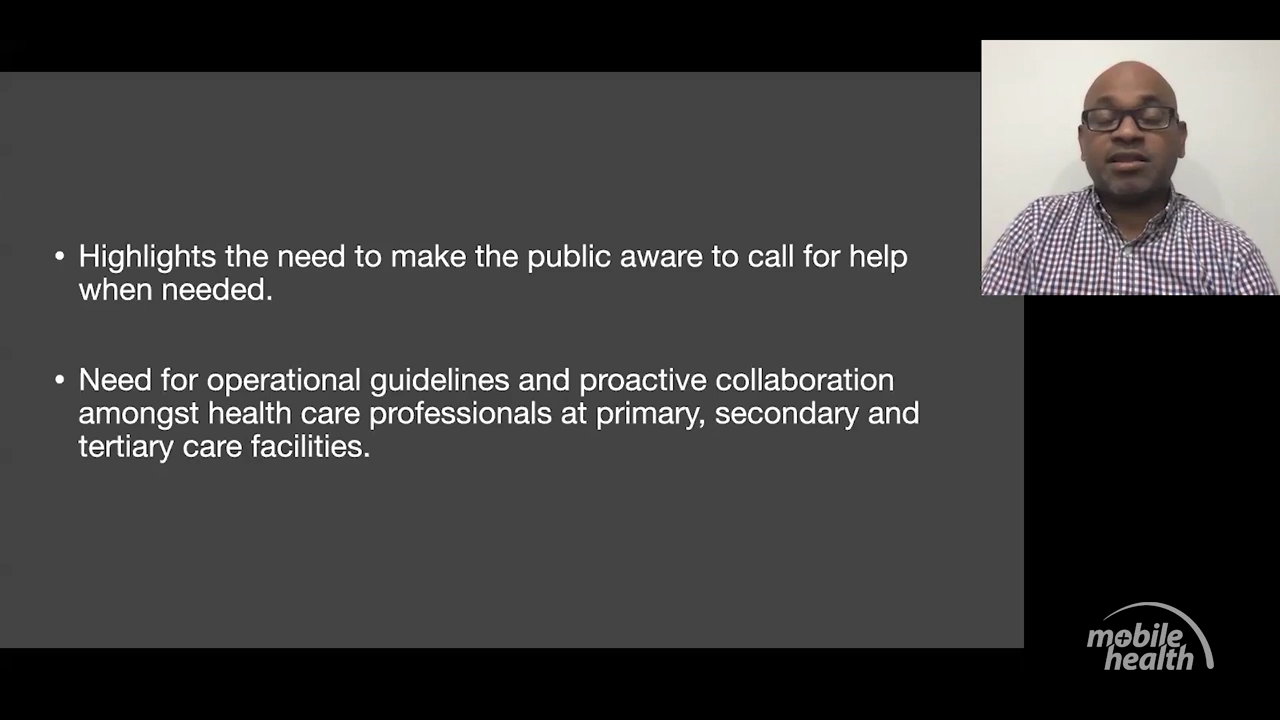 • Highlights the need to make the public aware to call for help
when needed.
• Need for operational guidelines and proactive collaboration
amongst health care professionals at primary, secondary and
tertiary care facilities.
mobile
health